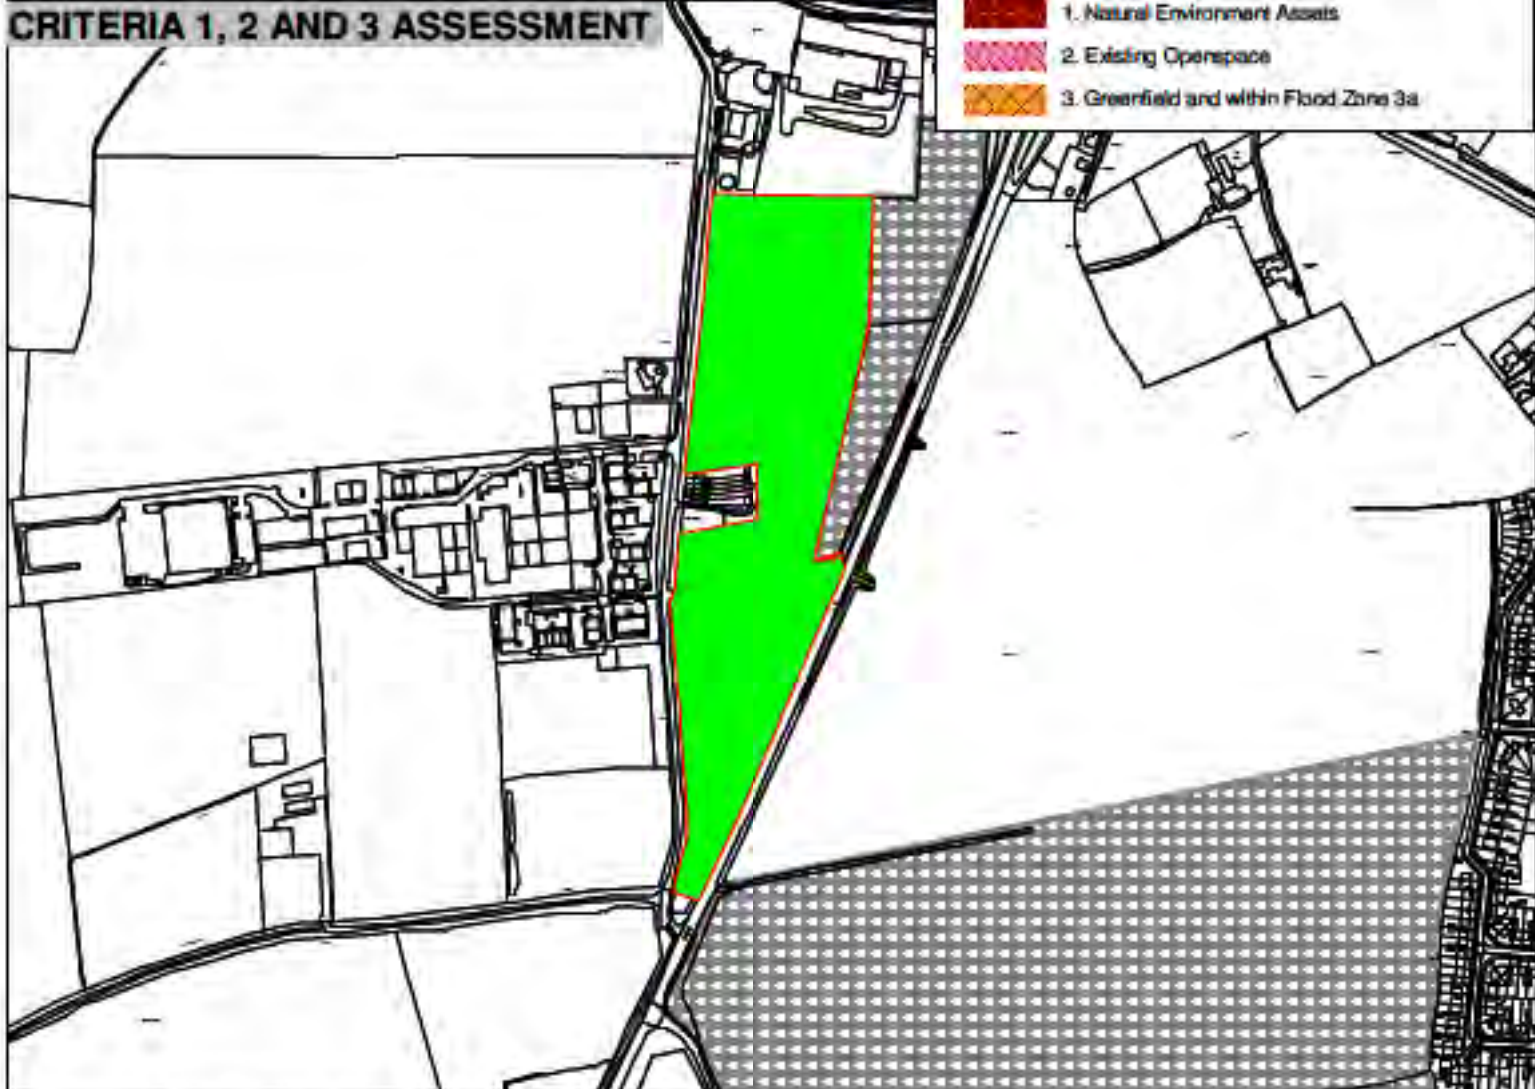 CRITERIA 1, 2 AND 3 ASSESSMENT
1. Natural Environment Assets
2. Existing Openspace
3. Greenfield and within Flood Zone 3a